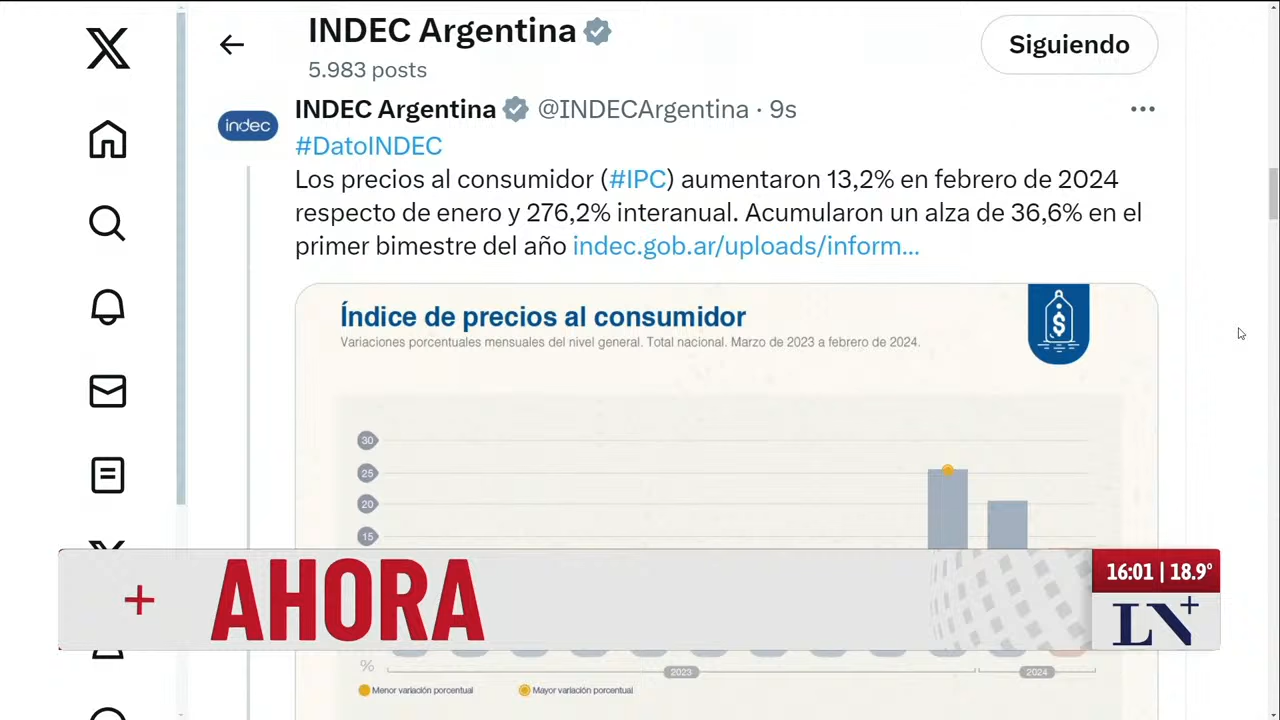 INDEC Argentina
5.983 posts
Siguiendo
indec
INDEC Argentina @INDECArgentina · 9s
#DatoINDEC
Los precios al consumidor (#IPC) aumentaron 13,2% en febrero de 2024
respecto de enero y 276,2% interanual. Acumularon un alza de 36,6% en el
primer bimestre del año indec.gob.ar/uploads/inform...
Índice de precios al consumidor
Variaciones porcentuales mensuales del nivel general. Total nacional. Marzo de 2023 a febrero de 2024.
$
30
25
20
15
+ AHORA
16:01 | 18.9°
LN+
%
2023
2024
Menor variación porcentual
Mayor variación porcentual